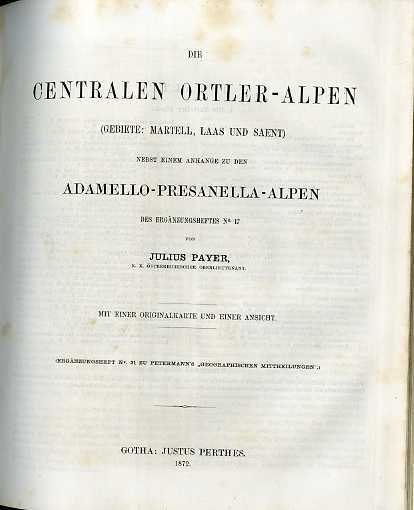 DIE
CENTRALEN ORTLER-ALPEN
(GEBIETE: MARTELL, LAAS UND SAENT)
NEBST EINEM ANHANGE ZU DEN
ADAMELLO-PRESANELLA-ALPEN
DES ERGÄNZUNGSHEFTES No 17
VON
JULIUS PAYER,
K. K. ÖSTERREICHISCHER OBERLIEUTENANT.
MIT EINER ORIGINALKARTE UND EINER ANSICHT.
(ERGÄNZUNGSHEFT No. 31 ZU PETERMANN'S „GEOGRAPHISCHEN MITTHEILUNGEN“.)
GOTHA: JUSTUS PERTHES.
1872.